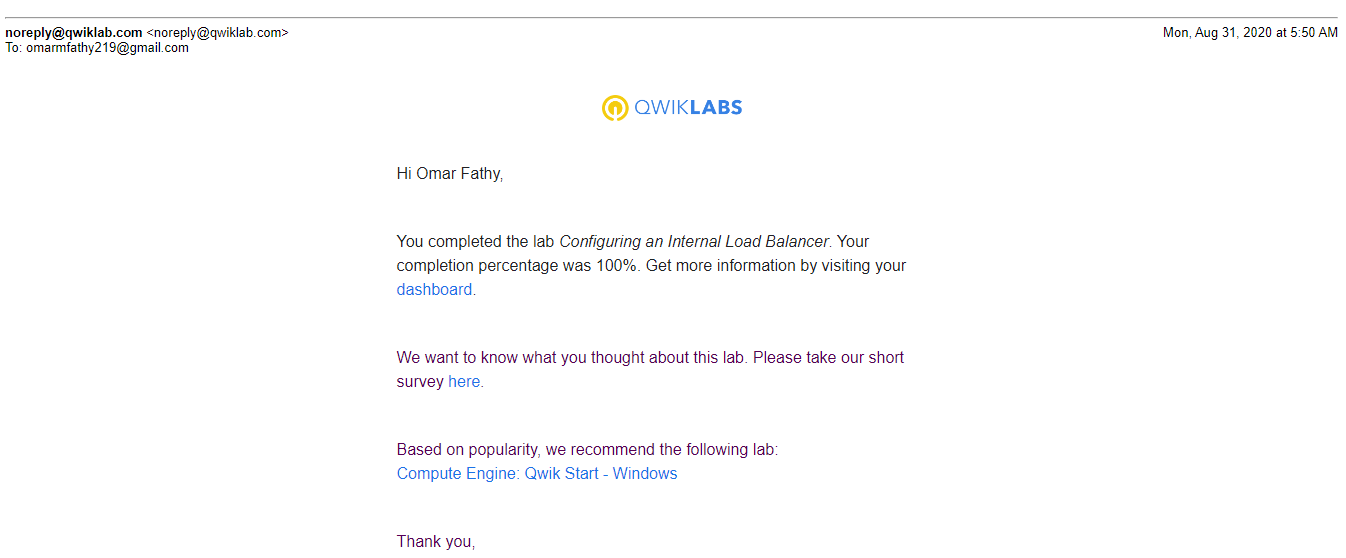 noreply@qwiklab.com <noreply@qwiklab.com> Mon, Aug 31, 2020 at 5:50 AM
To: omarmfathy219@gmail.com
QWIKLABS
Hi Omar Fathy,
You completed the lab Configuring an Internal Load Balancer. Your
completion percentage was 100%. Get more information by visiting your
dashboard.
We want to know what you thought about this lab. Please take our short
survey here.
Based on popularity, we recommend the following lab:
Compute Engine: Qwik Start - Windows
Thank you,